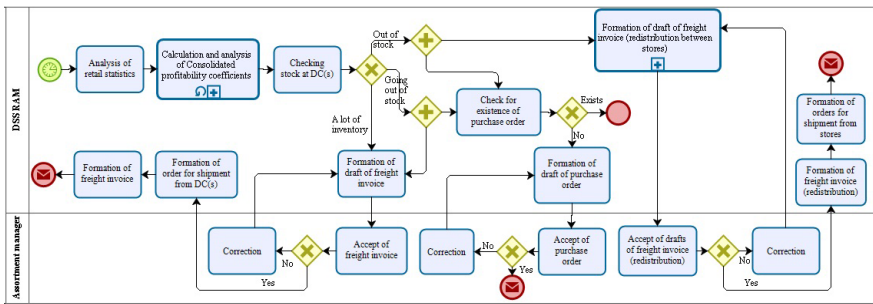 DSS RAM
Analysis of
retail statistics
Calculation and analysis
of Consolidated
profitability coefficients
Checking
stock at DC(s)
Out of
stock
Going
out of
stock
A lot of
inventory
Check for
existence of
purchase order
Exists
No
Formation of draft of freight
invoice (redistribution between
stores)
Formation of
orders for
shipment from
stores
Formation of
freight invoice
(redistribution)
Formation of
freight invoice
Formation of
order for shipment
from DC(s)
Formation of
draft of freight
invoice
Formation of
draft of purchase
order
Assortment manager
Correction
No
Yes
Accept of
freight invoice
Correction
No
Yes
Accept of
purchase
order
Accept of drafts
of freight invoice
(redistribution)
No
Yes
Correction